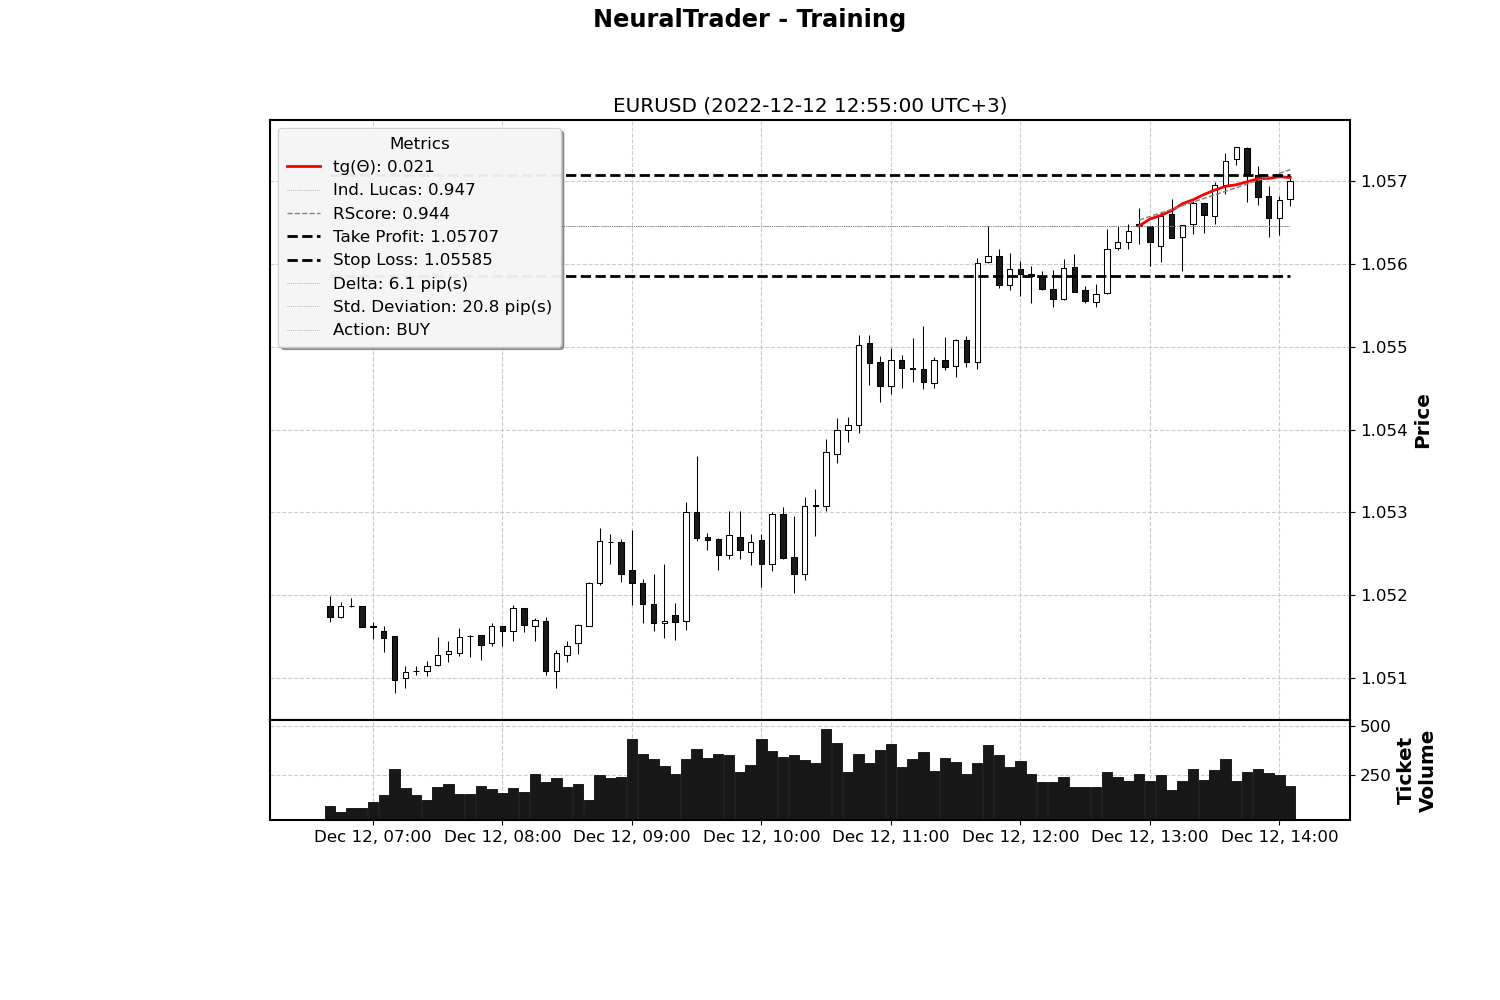 NeuralTrader - Training
EURUSD (2022-12-12 12:55:00 UTC+3)
Metrics
tg(Θ): 0.021
Ind. Lucas: 0.947
RScore: 0.944
Take Profit: 1.05707
Stop Loss: 1.05585
Delta: 6.1 pip(s)
Std. Deviation: 20.8 pip(s)
Action: BUY
1.057
1.056
1.055
1.054
1.053
1.052
1.051
Price
500
250
Ticket
Volume
Dec 12, 07:00
Dec 12, 08:00
Dec 12, 09:00
Dec 12, 10:00
Dec 12, 11:00
Dec 12, 12:00
Dec 12, 13:00
Dec 12, 14:00